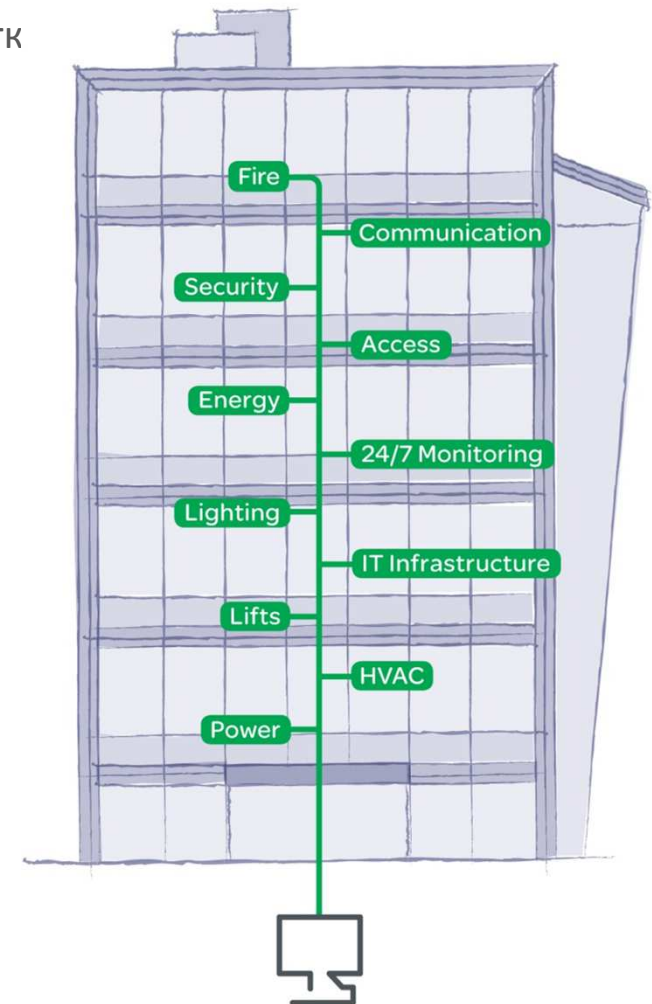 Fire
Communication
Security
Access
Energy
24/7 Monitoring
Lighting
IT Infrastructure
Lifts
HVAC
Power